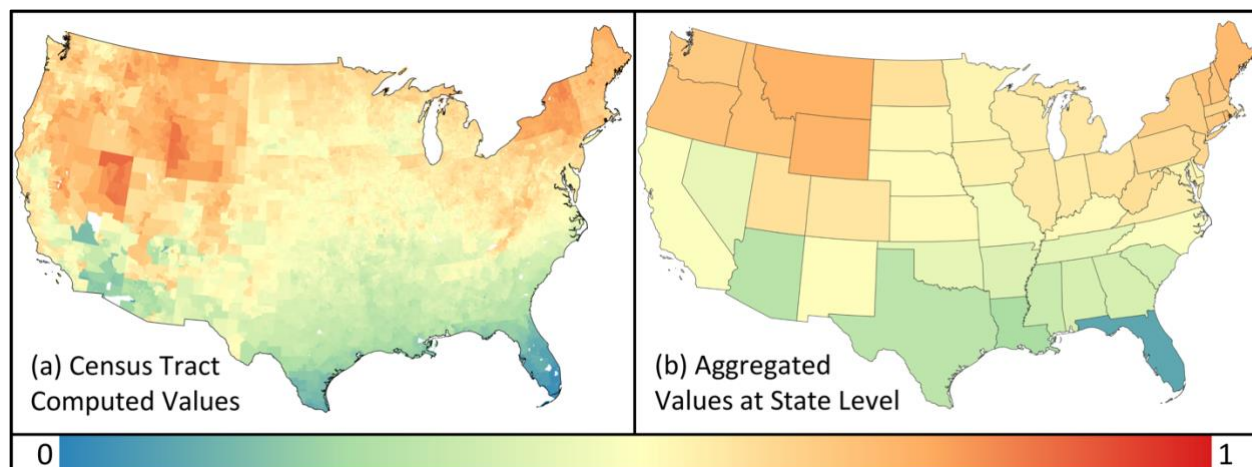 (a) Census Tract
Computed Values
(b) Aggregated
Values at State Level
0
1